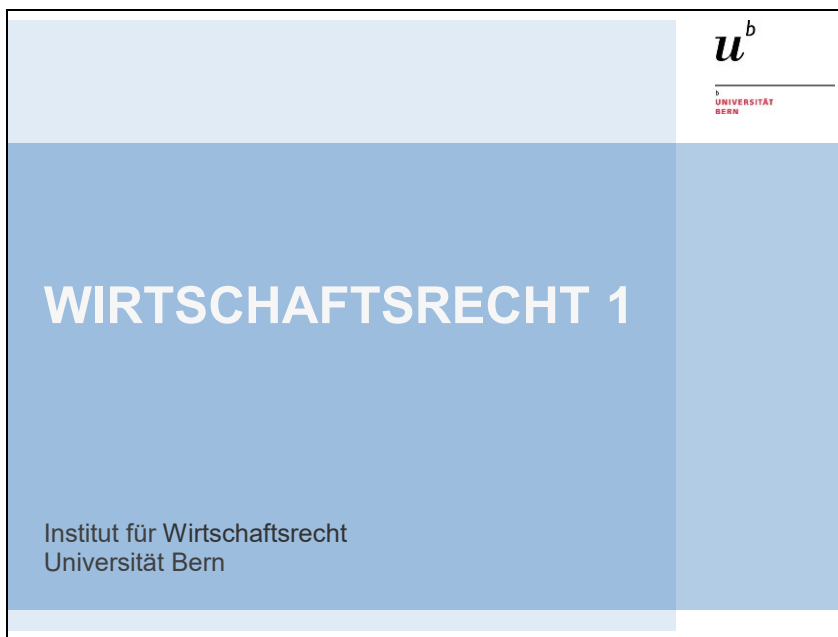 u^b
b
UNIVERSITÄT
BERN
WIRTSCHAFTSRECHT 1
Institut für Wirtschaftsrecht
Universität Bern